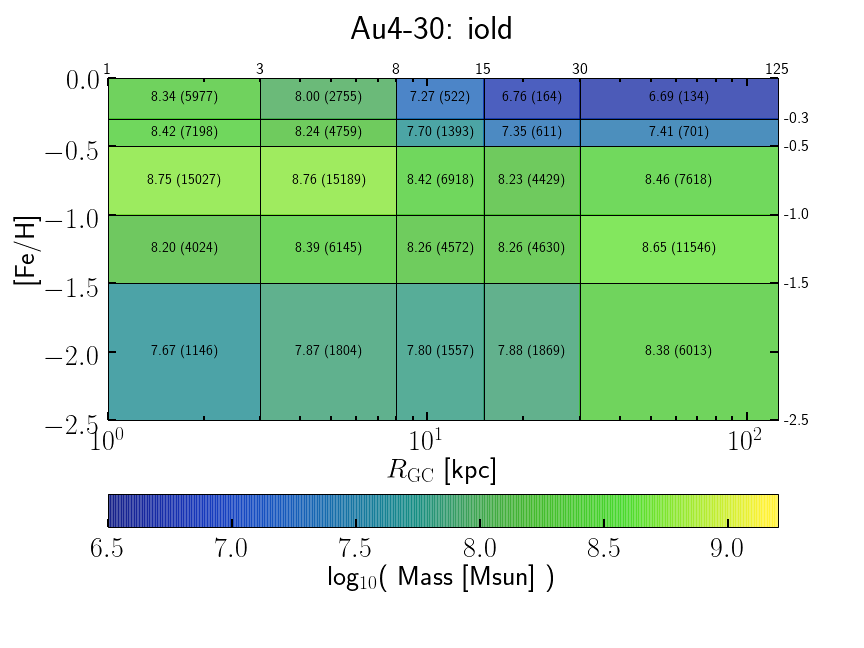 Au4-30: iold
1 3 8 15 30 125
0.0
8.34 (5977) 8.00 (2755) 7.27 (522) 6.76 (164) 6.69 (134)
-0.3
8.42 (7198) 8.24 (4759) 7.70 (1393) 7.35 (611) 7.41 (701)
−0.5 -0.5
8.75 (15027) 8.76 (15189) 8.42 (6918) 8.23 (4429) 8.46 (7618)
−1.0 -1.0
[Fe/H]
8.20 (4024) 8.39 (6145) 8.26 (4572) 8.26 (4630) 8.65 (11546)
−1.5 -1.5
−2.0 7.67 (1146) 7.87 (1804) 7.80 (1557) 7.88 (1869) 8.38 (6013)
−2.5 -2.5
10⁰ 10¹ 10²
R_GC [kpc]
6.5 7.0 7.5 8.0 8.5 9.0
log₁₀( Mass [Msun] )